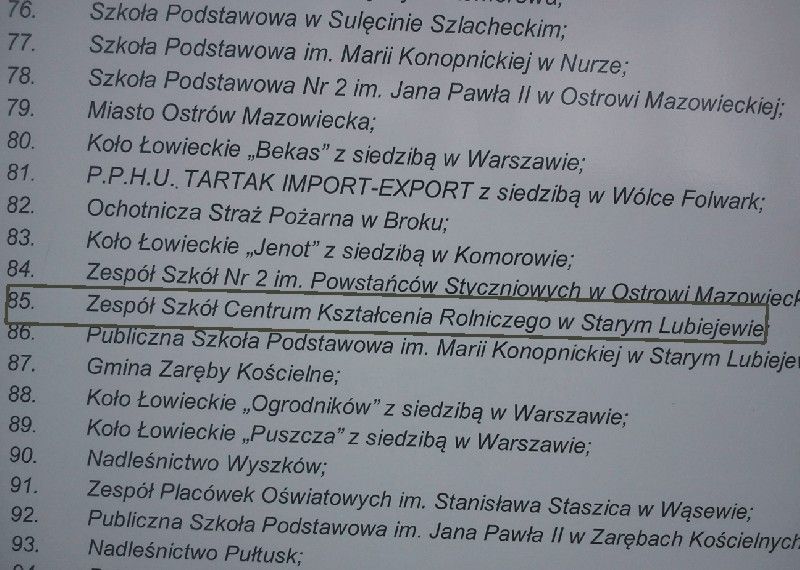 76. Szkoła Podstawowa w Sulęcinie Szlacheckim;
77. Szkoła Podstawowa im. Marii Konopnickiej w Nurze;
78. Szkoła Podstawowa Nr 2 im. Jana Pawła II w Ostrowi Mazowieckiej;
79. Miasto Ostrów Mazowiecka;
80. Koło Łowieckie „Bekas” z siedzibą w Warszawie;
81. P.P.H.U. TARTAK IMPORT-EXPORT z siedzibą w Wólce Folwark;
82. Ochotnicza Straż Pożarna w Broku;
83. Koło Łowieckie „Jenot” z siedzibą w Komorowie;
84. Zespół Szkół Nr 2 im. Powstańców Styczniowych w Ostrowi Mazowieck
85. Zespół Szkół Centrum Kształcenia Rolniczego w Starym Lubiejewie;
86. Publiczna Szkoła Podstawowa im. Marii Konopnickiej w Starym Lubiejew
87. Gmina Zaręby Kościelne;
88. Koło Łowieckie „Ogrodników” z siedzibą w Warszawie;
89. Koło Łowieckie „Puszcza” z siedzibą w Warszawie;
90. Nadleśnictwo Wyszków;
91. Zespół Placówek Oświatowych im. Stanisława Staszica w Wąsewie;
92. Publiczna Szkoła Podstawowa im. Jana Pawła II w Zarębach Kościelnych
93. Nadleśnictwo Pułtusk;